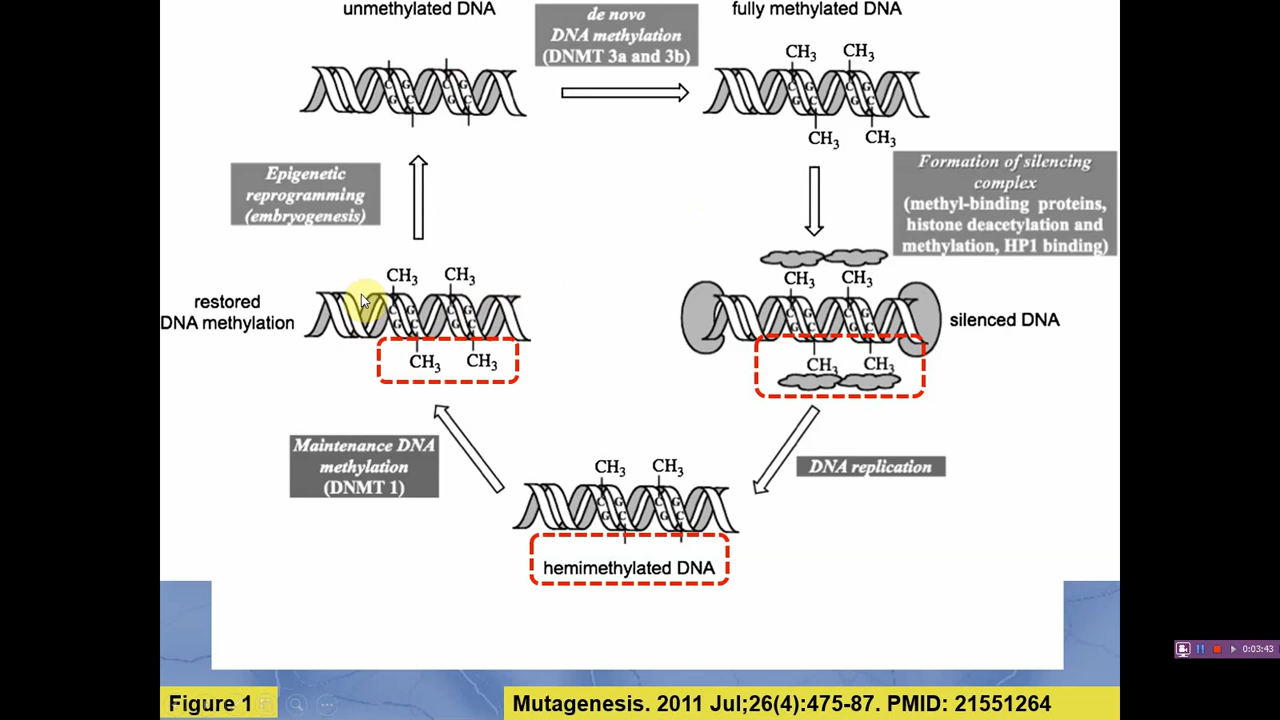 unmethylated DNA
de novo
DNA methylation
(DNMT 3a and 3b)
fully methylated DNA
CH3 CH3
C G C G
G C G C
CH3 CH3
Epigenetic
reprogramming
(embryogenesis)
Formation of silencing
complex
(methyl-binding proteins,
histone deacetylation and
methylation, HP1 binding)
restored
DNA methylation
CH3 CH3
C G C G
G C G C
CH3 CH3
CH3 CH3
C G C G
G C G C
CH3 CH3
silenced DNA
Maintenance DNA
methylation
(DNMT 1)
DNA replication
CH3 CH3
C G C G
G C G C
hemimethylated DNA
C G C G
G C G C
0:03:43
Figure 1
Mutagenesis. 2011 Jul;26(4):475-87. PMID: 21551264